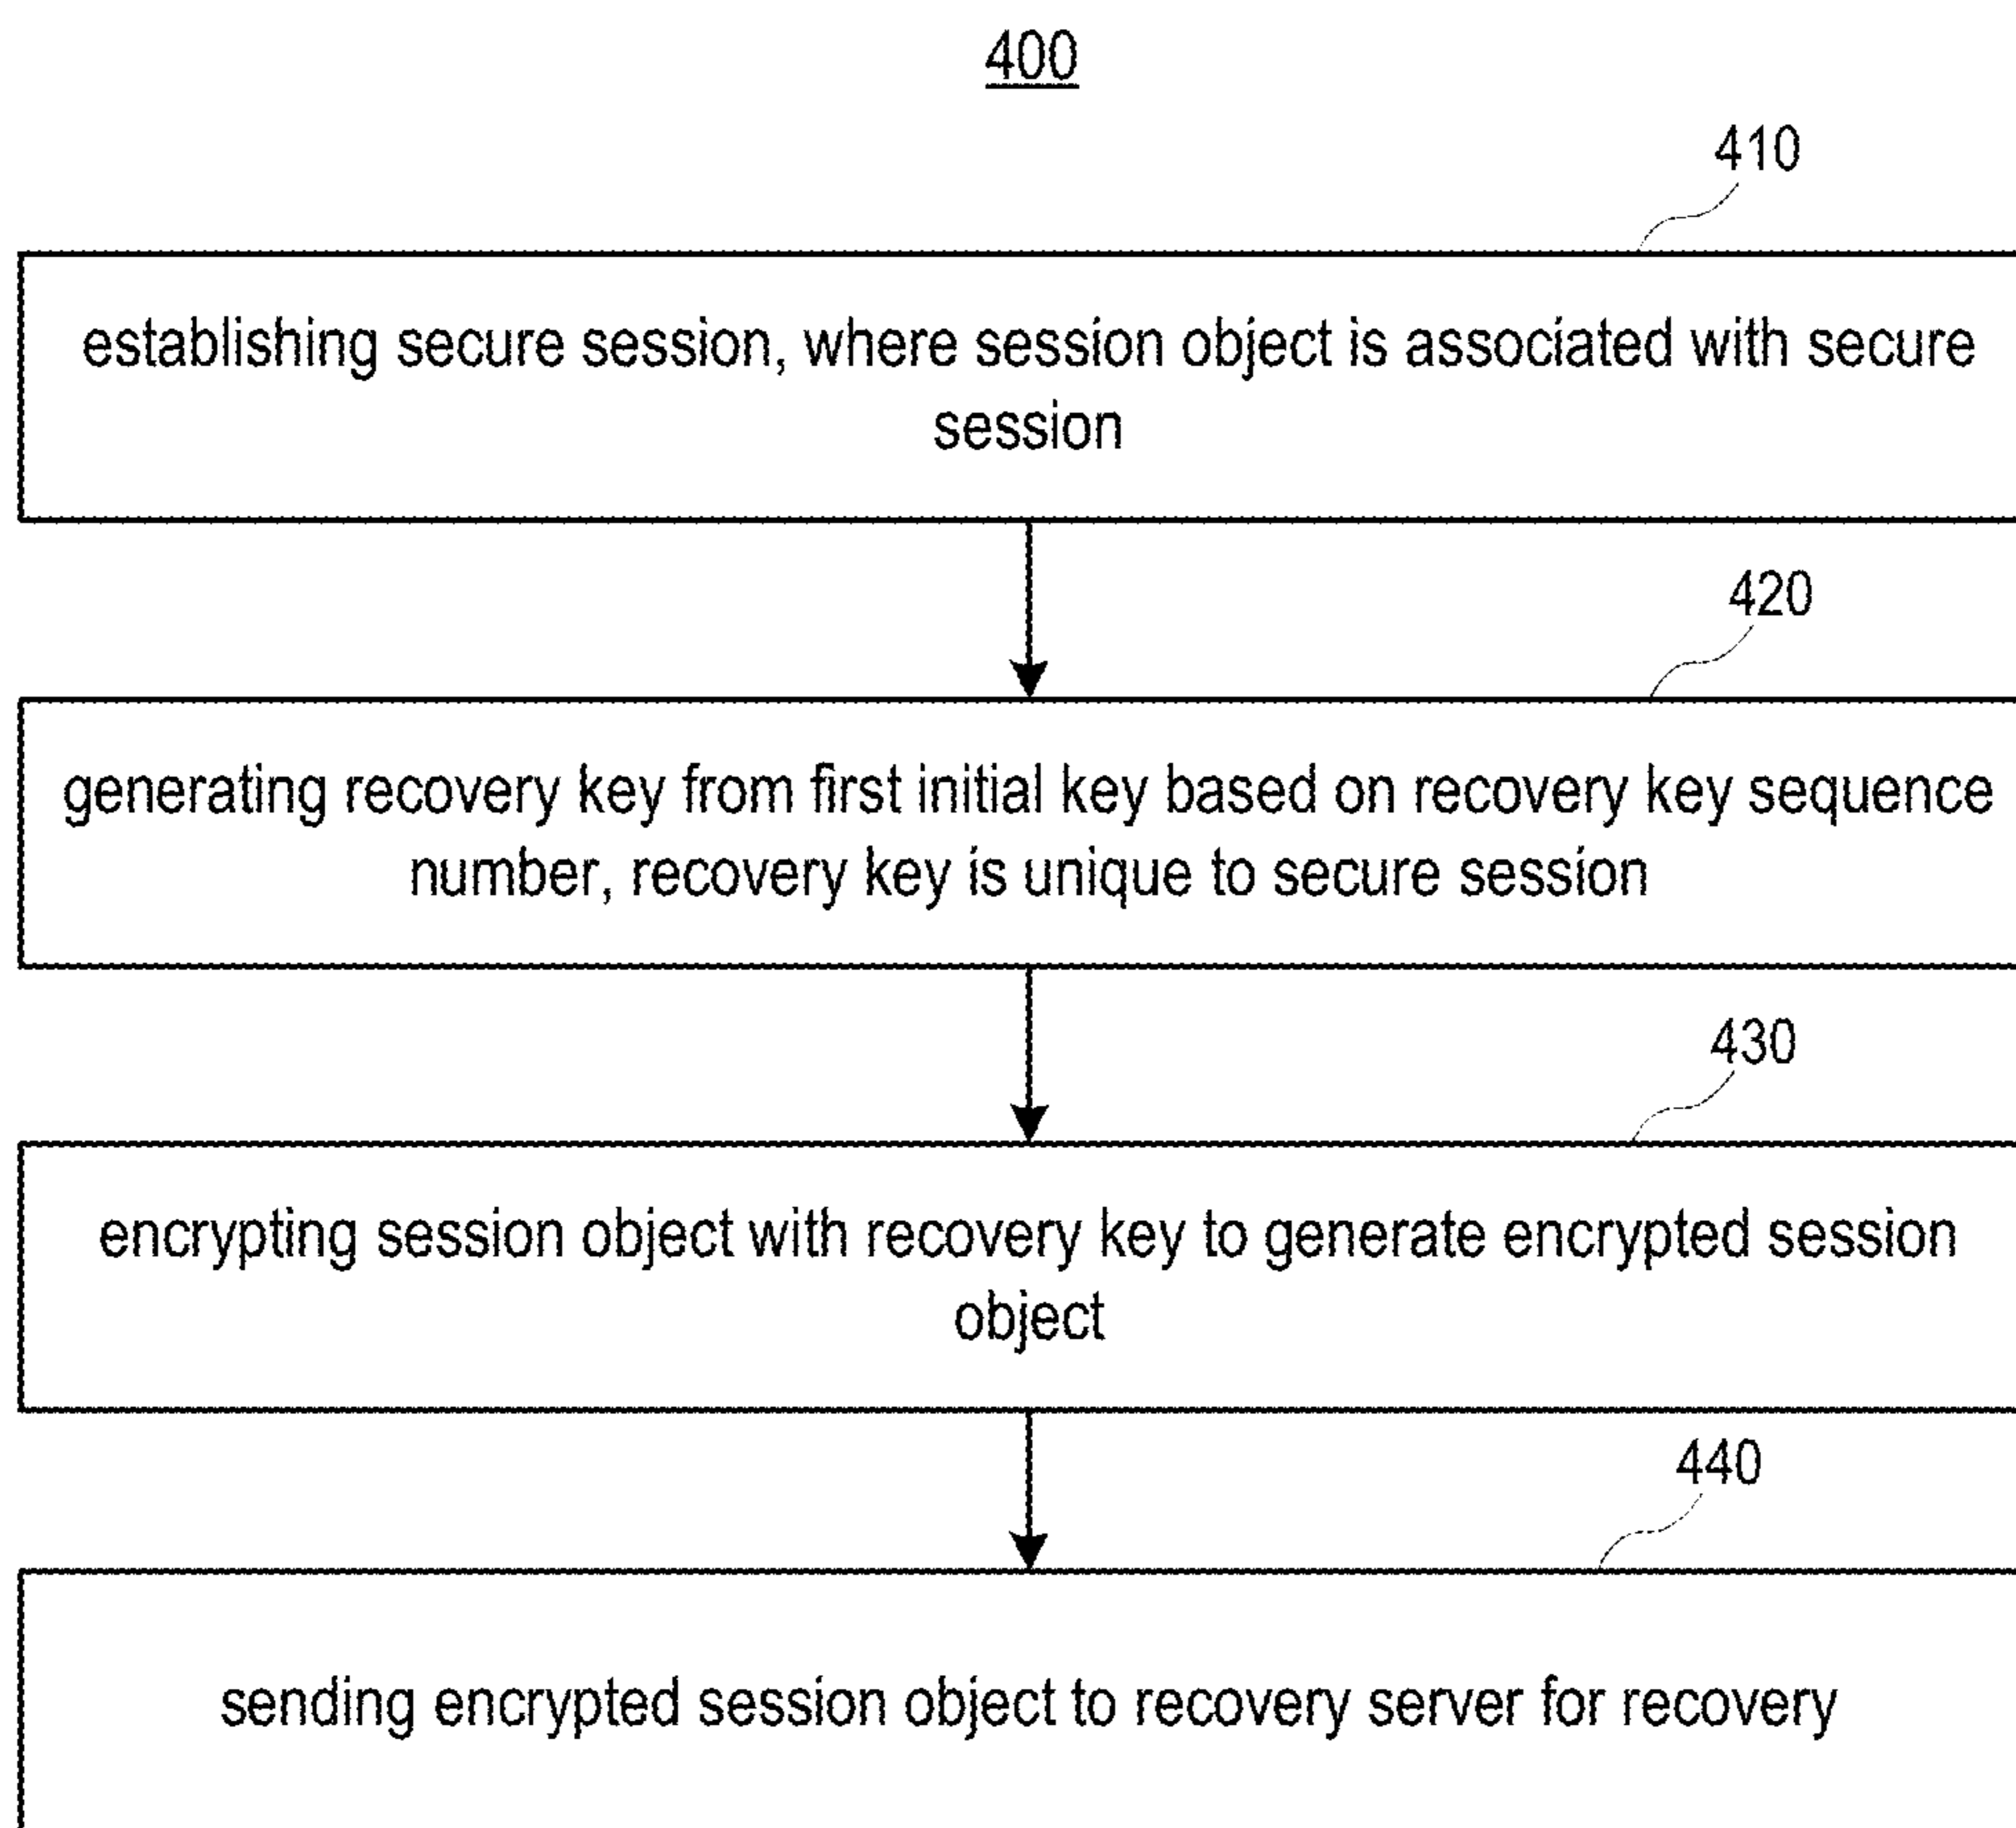 400
410
establishing secure session, where session object is associated with secure
session
420
generating recovery key from first initial key based on recovery key sequence
number, recovery key is unique to secure session
430
encrypting session object with recovery key to generate encrypted session
object
440
sending encrypted session object to recovery server for recovery